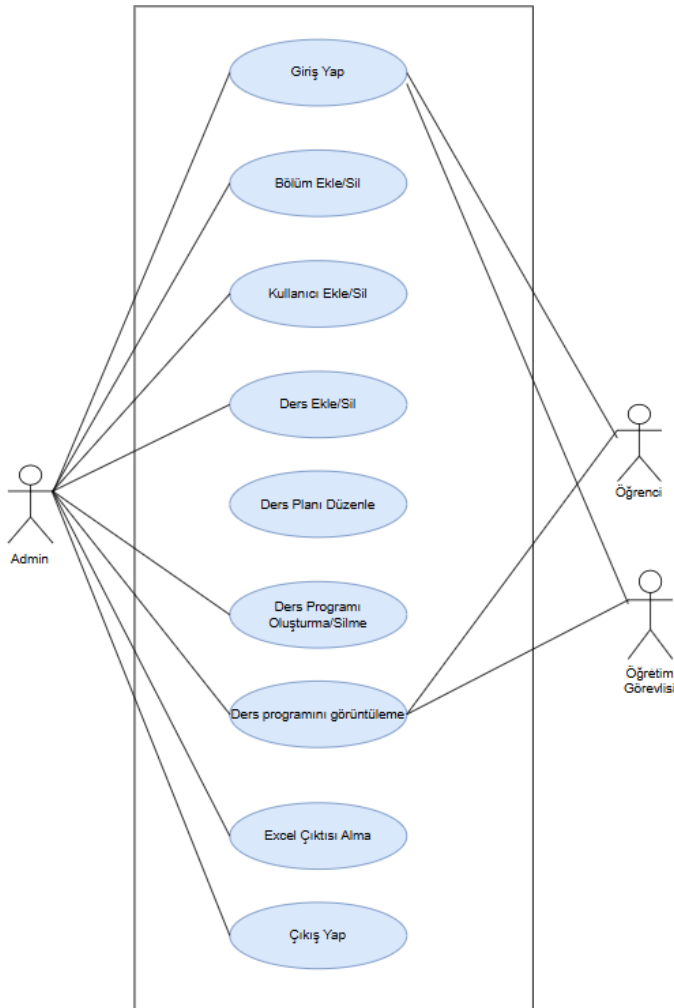 Giriş Yap
Bölüm Ekle/Sil
Kullanıcı Ekle/Sil
Ders Ekle/Sil
Ders Planı Düzenle
Ders Programı
Oluşturma/Silme
Ders programını görüntüleme
Excel Çıktısı Alma
Çıkış Yap
Admin
Öğrenci
Öğretim
Görevlisi